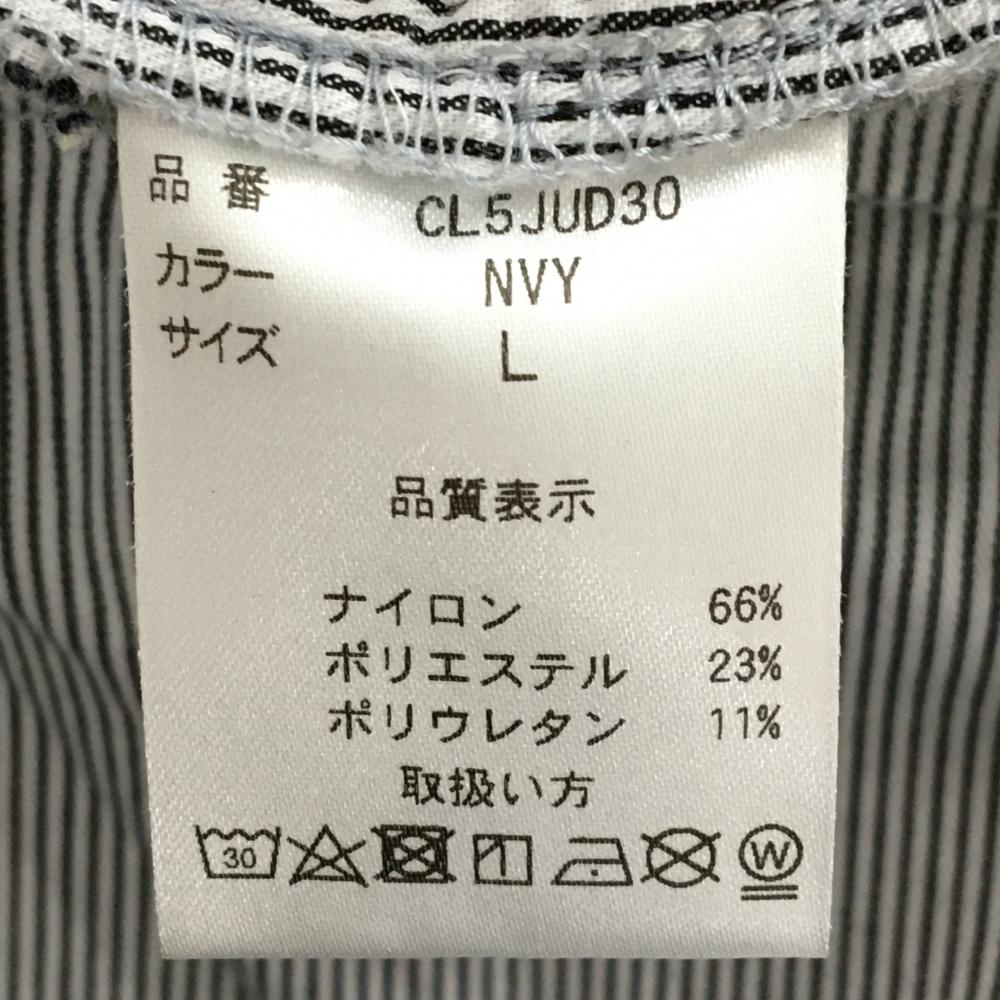 品番 CL5JUD30
カラー NVY
サイズ L
品質表示
ナイロン 66%
ポリエステル 23%
ポリウレタン 11%
取扱い方
30 W